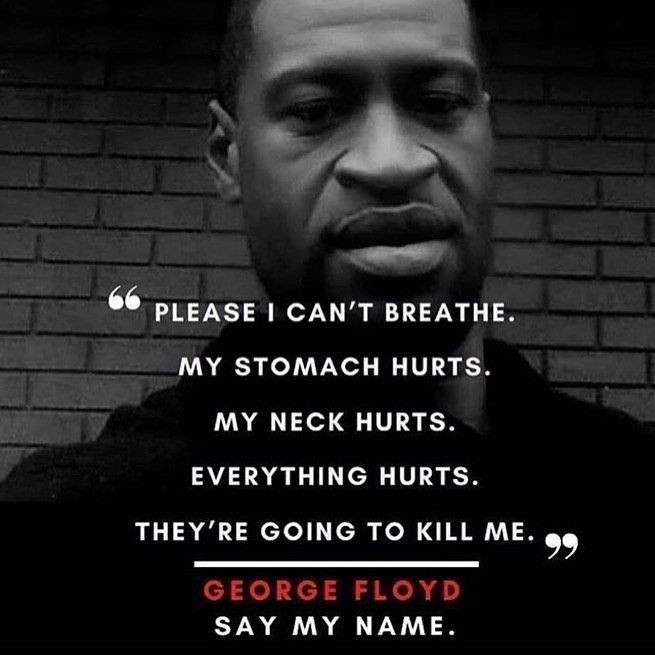 “ PLEASE I CAN’T BREATHE.
MY STOMACH HURTS.
MY NECK HURTS.
EVERYTHING HURTS.
THEY’RE GOING TO KILL ME. ”
GEORGE FLOYD
SAY MY NAME.